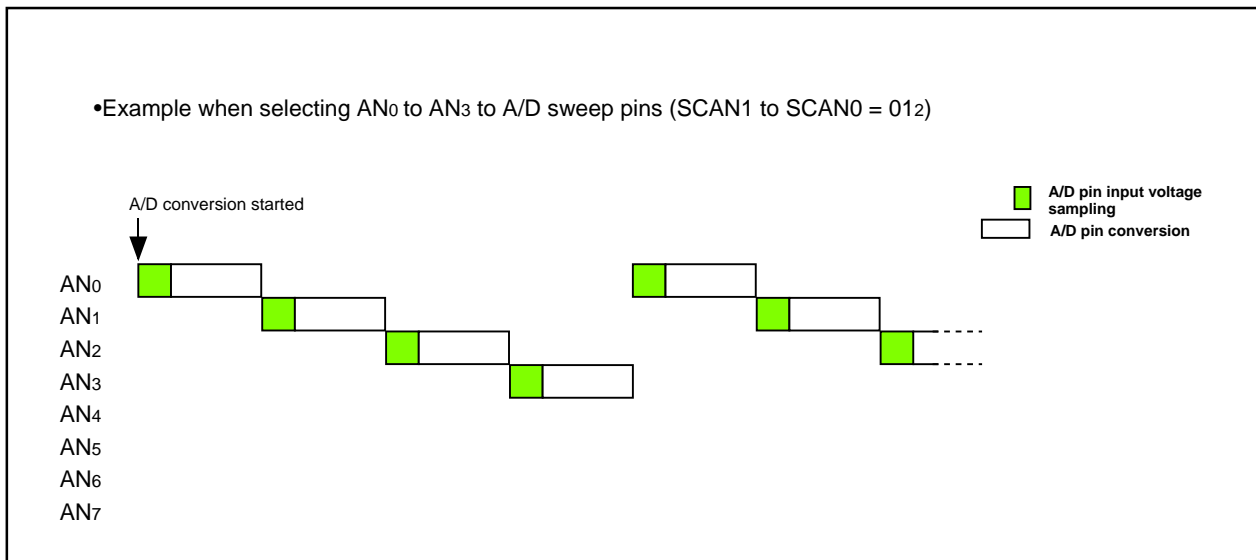 •Example when selecting AN0 to AN3 to A/D sweep pins (SCAN1 to SCAN0 = 012)
A/D conversion started
A/D pin input voltage
sampling
A/D pin conversion
AN0
AN1
AN2
AN3
AN4
AN5
AN6
AN7